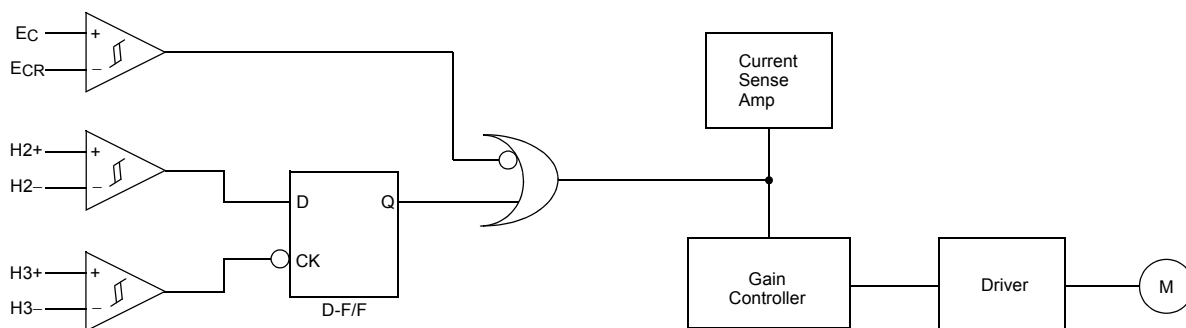 EC
+
ECR
−
H2+
+
H2−
−
H3+
+
H3−
−
D
Q
CK
D-F/F
Current
Sense
Amp
Gain
Controller
Driver
M